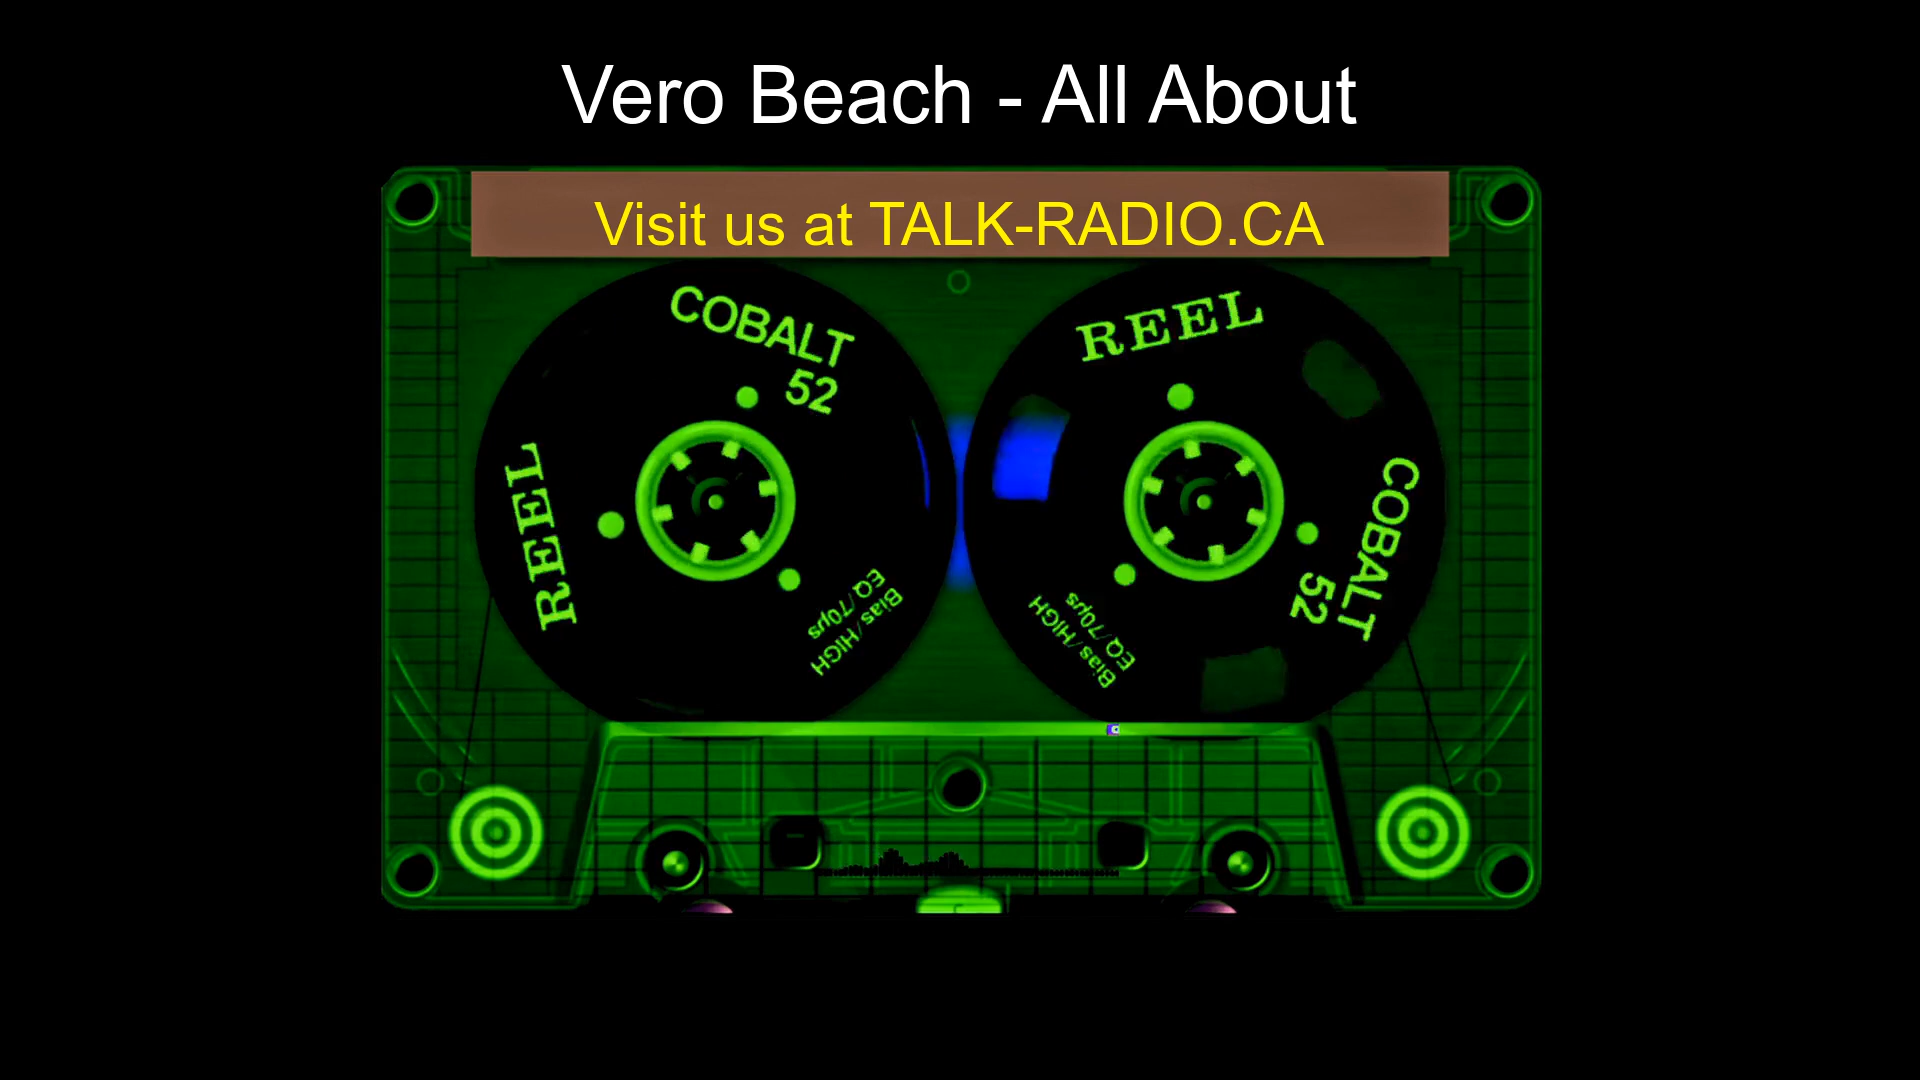 Vero Beach - All About
Visit us at TALK-RADIO.CA
COBALT
52
REEL
Bias/HIGH
EQ/70µs
REEL
COBALT
52
Bias/HIGH
EQ/70µs